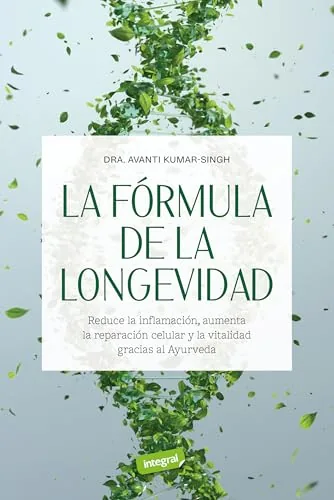 DRA. AVANTI KUMAR-SINGH
LA FÓRMULA
DE LA
LONGEVIDAD
Reduce la inflamación, aumenta
la reparación celular y la vitalidad
gracias al Ayurveda
integral